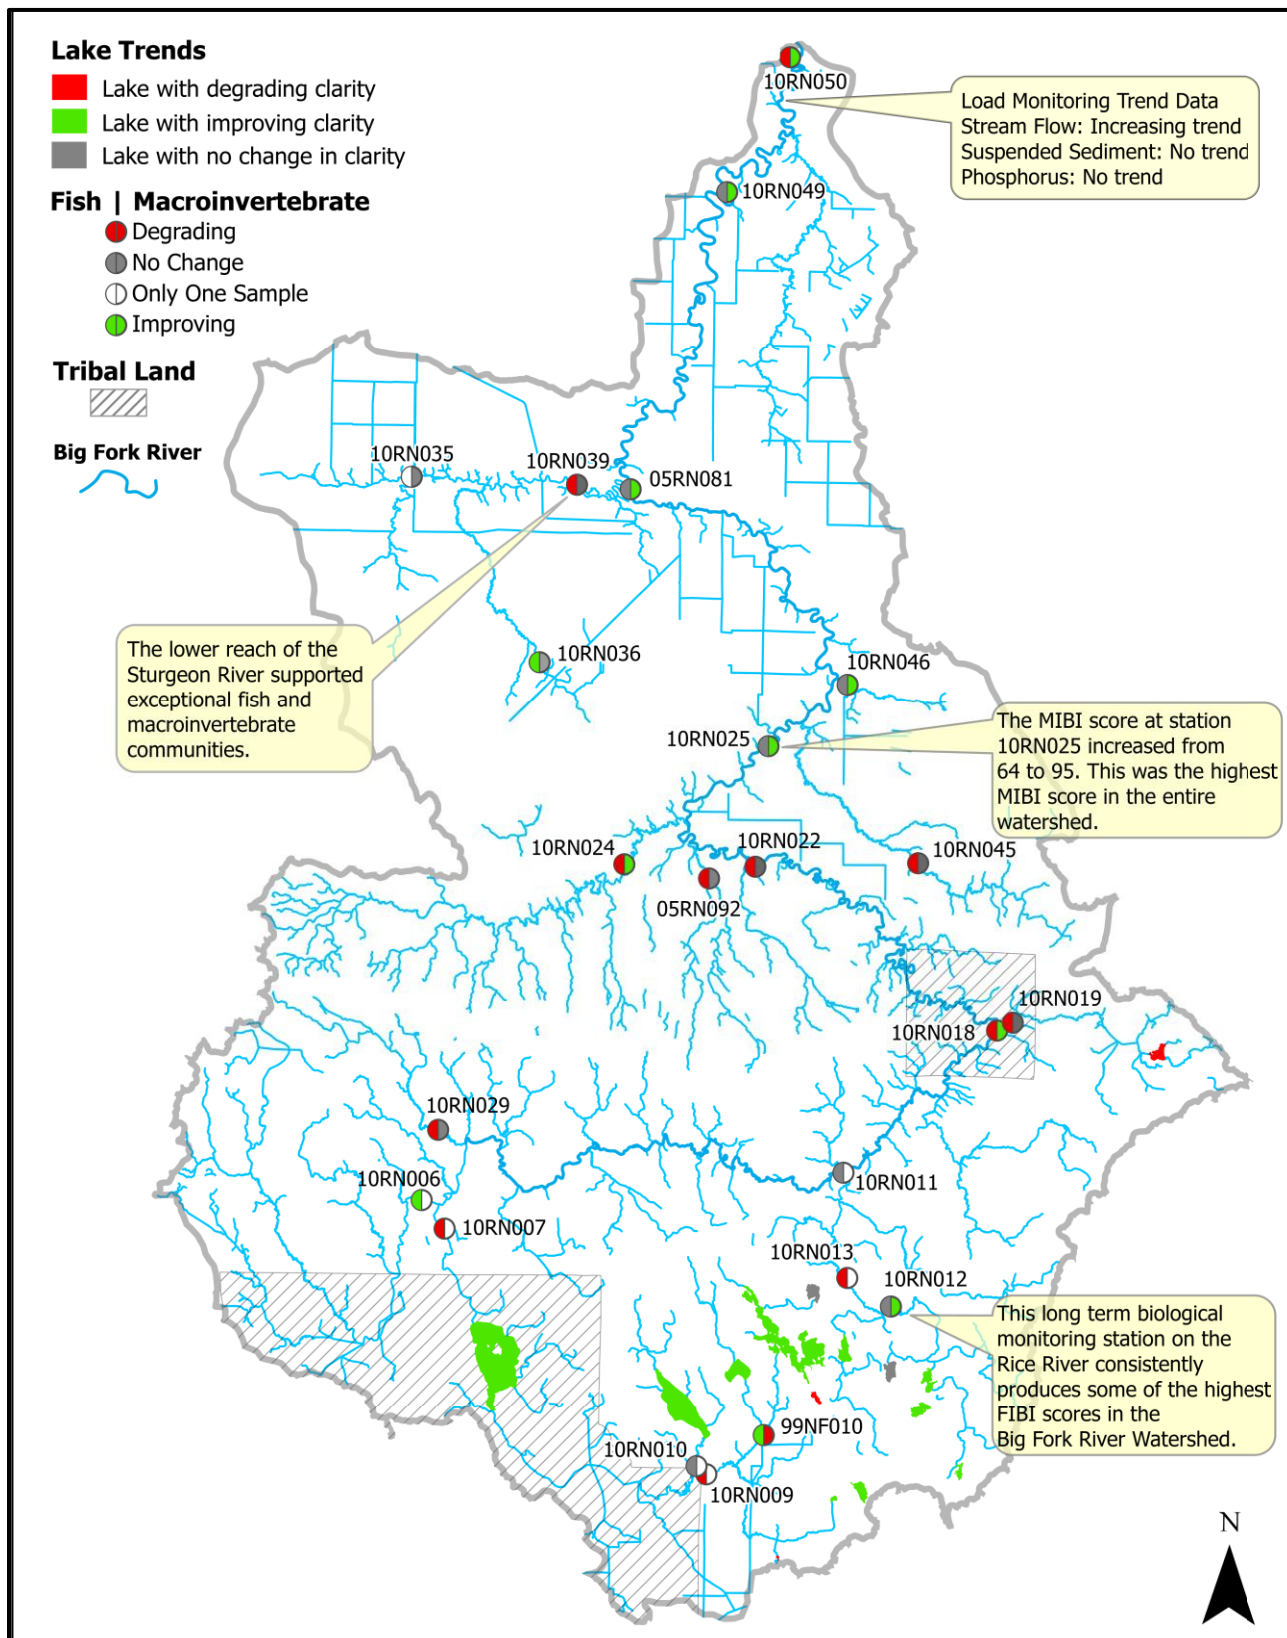 Lake Trends
Lake with degrading clarity
Lake with improving clarity
Lake with no change in clarity
Fish | Macroinvertebrate
Degrading
No Change
Only One Sample
Improving
Tribal Land
Big Fork River
10RN050
Load Monitoring Trend Data
Stream Flow: Increasing trend
Suspended Sediment: No trend
Phosphorus: No trend
10RN049
10RN035
10RN039
05RN081
The lower reach of the
Sturgeon River supported
exceptional fish and
macroinvertebrate
communities.
10RN036
10RN046
10RN025
The MIBI score at station
10RN025 increased from
64 to 95. This was the highest
MIBI score in the entire
watershed.
10RN024
10RN022
10RN045
05RN092
10RN019
10RN018
10RN029
10RN006
10RN011
10RN007
10RN013
10RN012
This long term biological
monitoring station on the
Rice River consistently
produces some of the highest
FIBI scores in the
Big Fork River Watershed.
99NF010
10RN010
10RN009
N